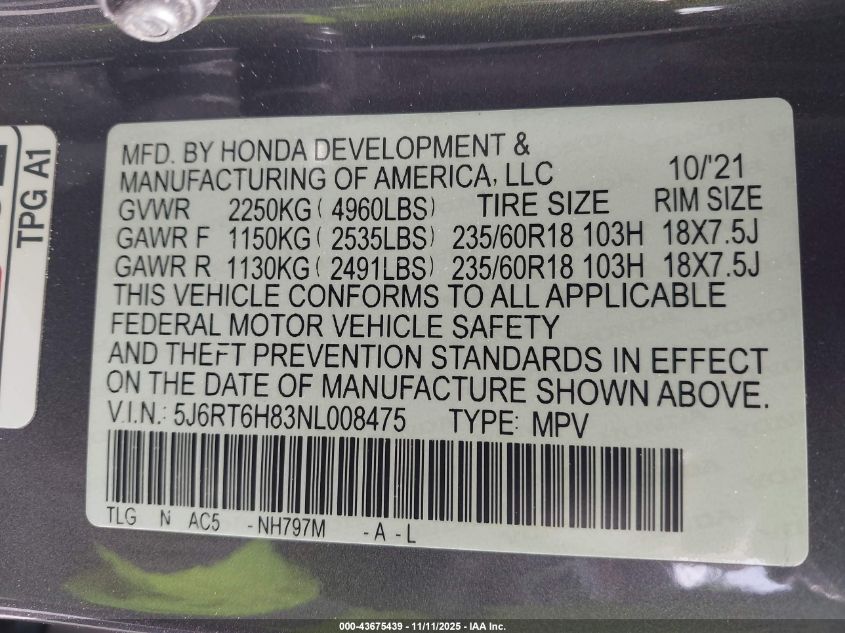 TPG A1
MFD. BY HONDA DEVELOPMENT &
MANUFACTURING OF AMERICA, LLC 10/'21
GVWR 2250KG ( 4960LBS) TIRE SIZE RIM SIZE
GAWR F 1150KG ( 2535LBS) 235/60R18 103H 18X7.5J
GAWR R 1130KG ( 2491LBS) 235/60R18 103H 18X7.5J
THIS VEHICLE CONFORMS TO ALL APPLICABLE
FEDERAL MOTOR VEHICLE SAFETY
AND THEFT PREVENTION STANDARDS IN EFFECT
ON THE DATE OF MANUFACTURE SHOWN ABOVE.
V.I.N.: 5J6RT6H83NL008475 TYPE: MPV
TLG N AC5 -NH797M -A-L
000-43675439 - 11/11/2025 - IAA Inc.